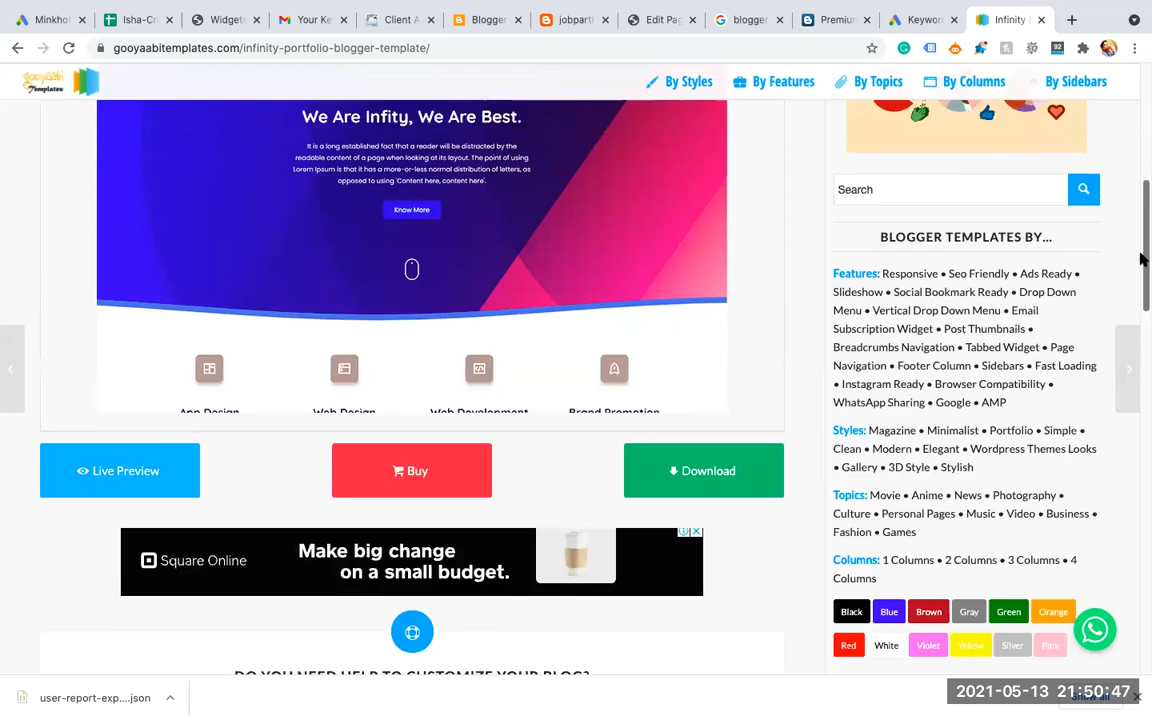 Minkho
Isha-Cr
Widget
Your Ke
Client A
Blogger
jobpart
Edit Pa
blogger
Premiu
Keywor
Infinity
gooyaabitemplates.com/infinity-portfolio-blogger-template/
92
gooyaabi
Templates
By Styles
By Features
By Topics
By Columns
By Sidebars
We Are Infity, We Are Best.
It is a long established fact that a reader will be distracted by the
readable content of a page when looking at its layout. The point of using
Lorem Ipsum is that it has a more-or-less normal distribution of letters, as
opposed to using 'Content here, content here'.
Know More
App Design
Web Design
Web Development
Brand Promotion
Live Preview
Buy
Download
Square Online
Make big change
on a small budget.
DO YOU NEED HELP TO CUSTOMIZE YOUR BLOG?
Search
BLOGGER TEMPLATES BY...
Features: Responsive • Seo Friendly • Ads Ready •
Slideshow • Social Bookmark Ready • Drop Down
Menu • Vertical Drop Down Menu • Email
Subscription Widget • Post Thumbnails •
Breadcrumbs Navigation • Tabbed Widget • Page
Navigation • Footer Column • Sidebars • Fast Loading
• Instagram Ready • Browser Compatibility •
WhatsApp Sharing • Google • AMP
Styles: Magazine • Minimalist • Portfolio • Simple •
Clean • Modern • Elegant • Wordpress Themes Looks
• Gallery • 3D Style • Stylish
Topics: Movie • Anime • News • Photography •
Culture • Personal Pages • Music • Video • Business •
Fashion • Games
Columns: 1 Columns • 2 Columns • 3 Columns • 4
Columns
Black Blue Brown Gray Green Orange
Red White Violet Yellow Silver Pink
user-report-exp....json
2021-05-13 21:50:47
Show all